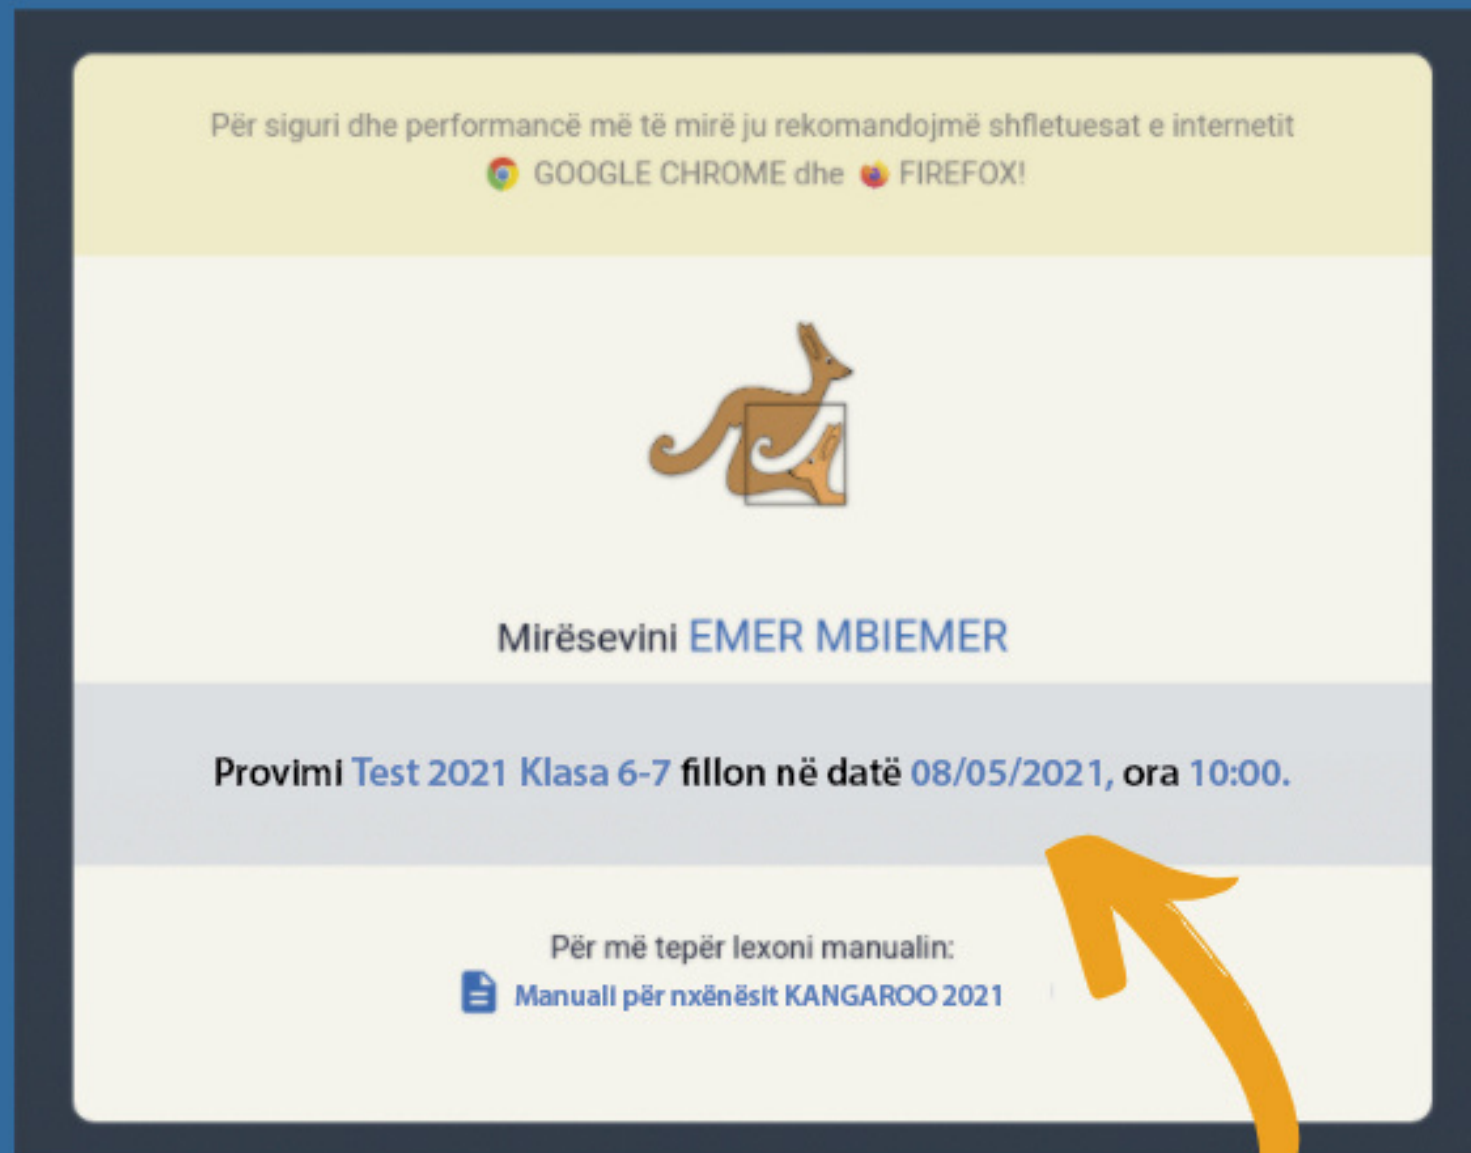 Për siguri dhe performancë më të mirë ju rekomandojmë shfletuesat e internetit
GOOGLE CHROME dhe FIREFOX!
Mirësevini EMER MBIEMER
Provimi Test 2021 Klasa 6-7 fillon në datë 08/05/2021, ora 10:00.
Për më tepër lexoni manualin:
Manuali për nxënësit KANGAROO 2021